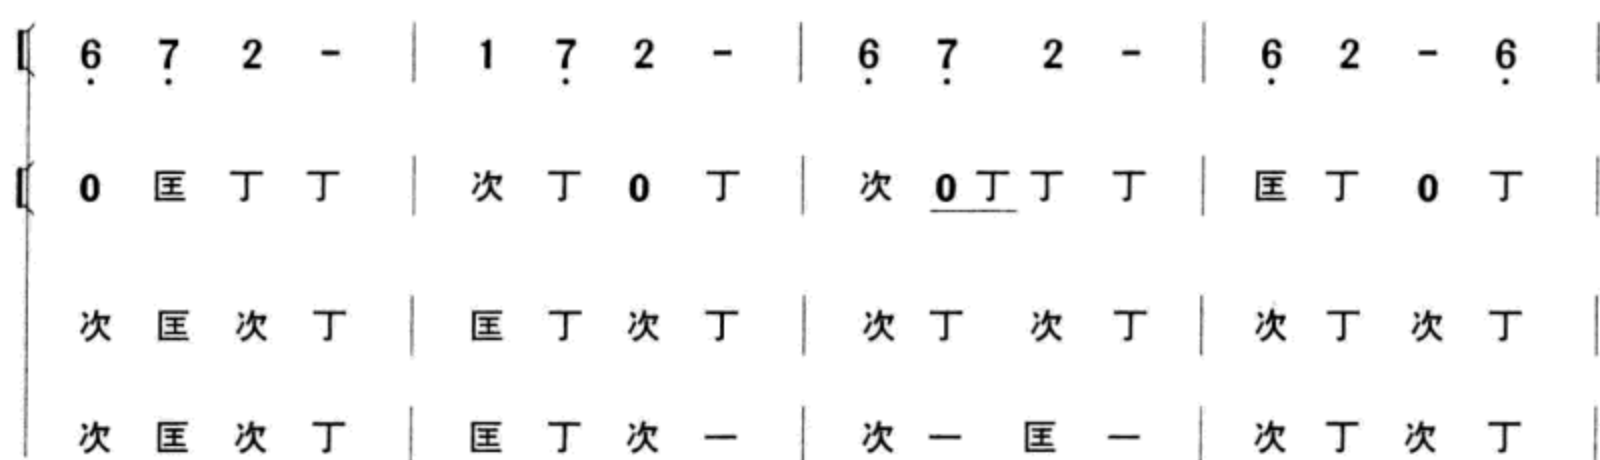 6̣ 7̣ 2 - | 1 7̣ 2 - | 6̣ 7̣ 2 - | 6̣ 2 - 6̣ |
0 匡 丁 丁 | 次 丁 0 丁 | 次 0 丁 丁 丁 | 匡 丁 0 丁 |
次 匡 次 丁 | 匡 丁 次 丁 | 次 丁 次 丁 | 次 丁 次 丁 |
次 匡 次 丁 | 匡 丁 次 — | 次 — 匡 — | 次 丁 次 丁 |